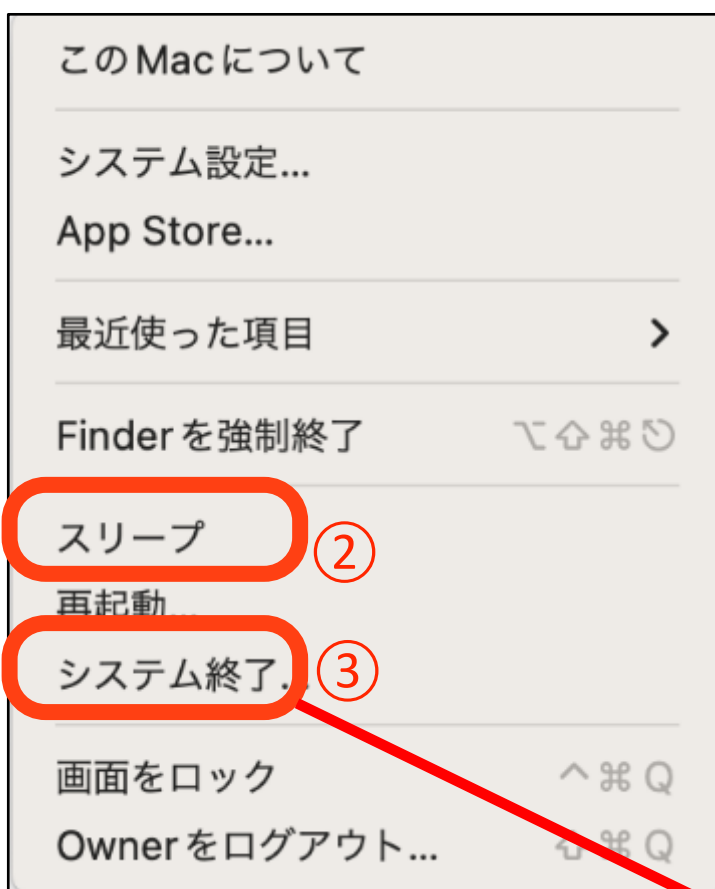 このMacについて
システム設定...
App Store...
最近使った項目 >
Finderを強制終了 ⌥⇧⌘⎋
スリープ ②
再起動...
システム終了... ③
画面をロック ^⌘Q
Ownerをログアウト... ⇧⌘Q